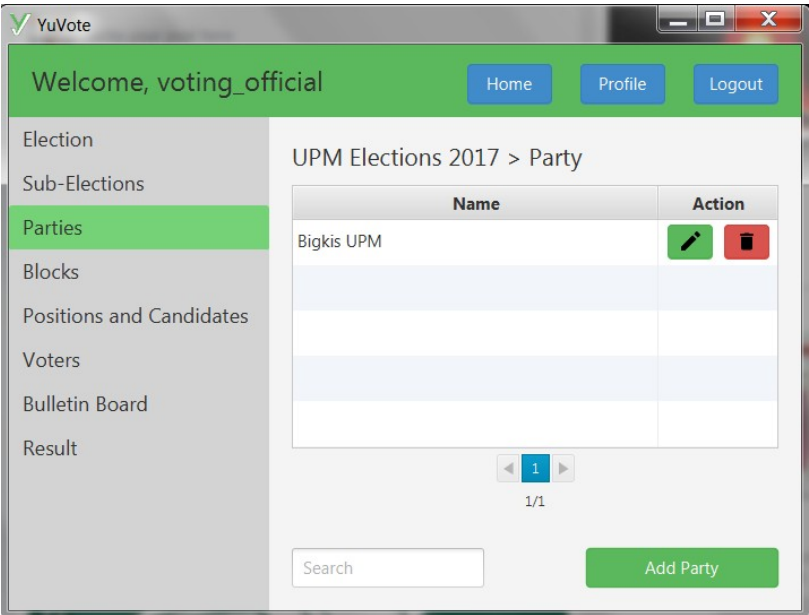 YuVote
Welcome, voting_official
Home
Profile
Logout
Election
Sub-Elections
Parties
Blocks
Positions and Candidates
Voters
Bulletin Board
Result
UPM Elections 2017 > Party
Name
Action
Bigkis UPM
1
1/1
Search
Add Party